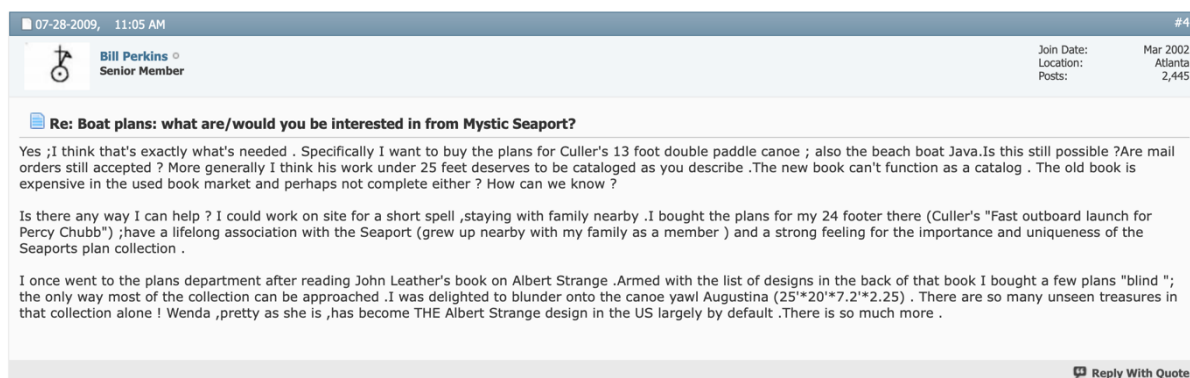 07-28-2009, 11:05 AM #4
Bill Perkins
Senior Member
Join Date: Mar 2002
Location: Atlanta
Posts: 2,445
Re: Boat plans: what are/would you be interested in from Mystic Seaport?
Yes ;I think that's exactly what's needed . Specifically I want to buy the plans for Culler's 13 foot double paddle canoe ; also the beach boat Java.Is this still possible ?Are mail
orders still accepted ? More generally I think his work under 25 feet deserves to be cataloged as you describe .The new book can't function as a catalog . The old book is
expensive in the used book market and perhaps not complete either ? How can we know ?
Is there any way I can help ? I could work on site for a short spell ,staying with family nearby .I bought the plans for my 24 footer there (Culler's "Fast outboard launch for
Percy Chubb") ;have a lifelong association with the Seaport (grew up nearby with my family as a member ) and a strong feeling for the importance and uniqueness of the
Seaports plan collection .
I once went to the plans department after reading John Leather's book on Albert Strange .Armed with the list of designs in the back of that book I bought a few plans "blind ";
the only way most of the collection can be approached .I was delighted to blunder onto the canoe yawl Augustina (25'*20'*7.2'*2.25) . There are so many unseen treasures in
that collection alone ! Wenda ,pretty as she is ,has become THE Albert Strange design in the US largely by default .There is so much more .
Reply With Quote